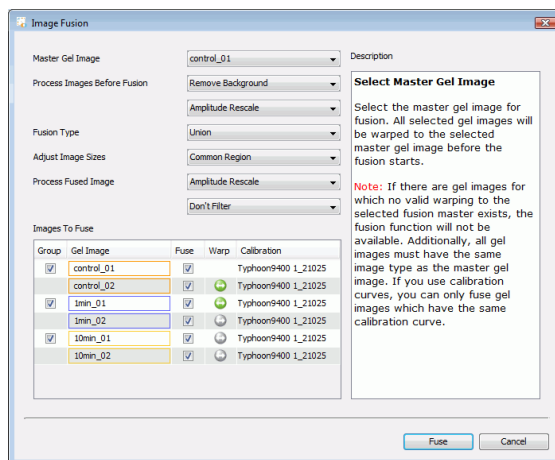 Image Fusion
Master Gel Image control_01
Process Images Before Fusion Remove Background
Amplitude Rescale
Fusion Type Union
Adjust Image Sizes Common Region
Process Fused Image Amplitude Rescale
Don't Filter
Images To Fuse
Group Gel Image Fuse Warp Calibration
control_01 Typhoon9400 1_21025
control_02 Typhoon9400 1_21025
1min_01 Typhoon9400 1_21025
1min_02 Typhoon9400 1_21025
10min_01 Typhoon9400 1_21025
10min_02 Typhoon9400 1_21025
Description
Select Master Gel Image
Select the master gel image for
fusion. All selected gel images will
be warped to the selected
master gel image before the
fusion starts.
Note: If there are gel images for
which no valid warping to the
selected fusion master exists, the
fusion function will not be
available. Additionally, all gel
images must have the same
image type as the master gel
image. If you use calibration
curves, you can only fuse gel
images which have the same
calibration curve.
Fuse Cancel